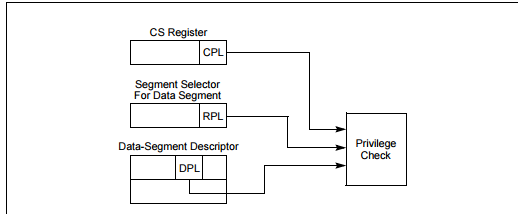 CS Register
CPL
Segment Selector
For Data Segment
RPL
Data-Segment Descriptor
DPL
Privilege
Check